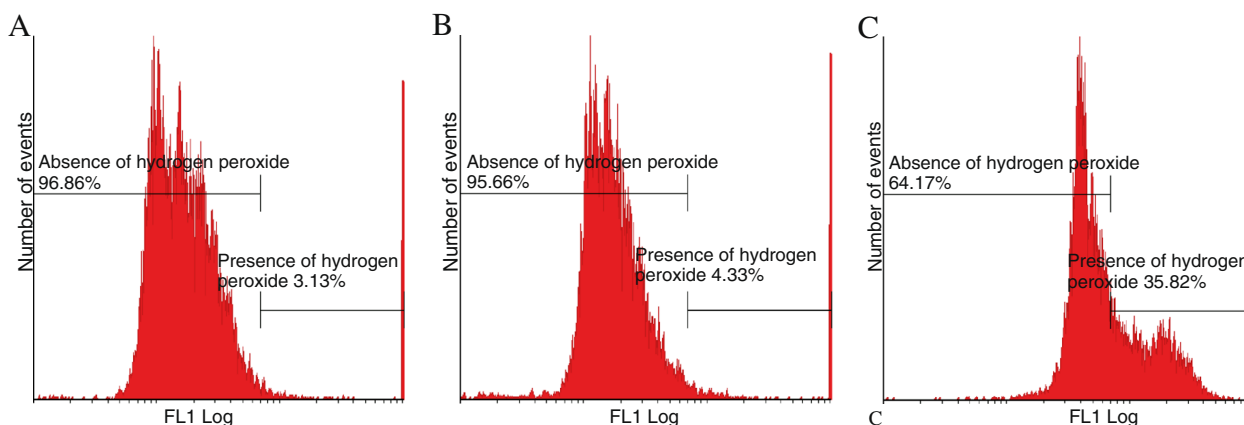 A
Number of events
Absence of hydrogen peroxide
96.86%
Presence of hydrogen
peroxide 3.13%
FL1 Log
B
Number of events
Absence of hydrogen peroxide
95.66%
Presence of hydrogen
peroxide 4.33%
FL1 Log
C
Number of events
Absence of hydrogen peroxide
64.17%
Presence of hydrogen
peroxide 35.82%
C
FL1 Log